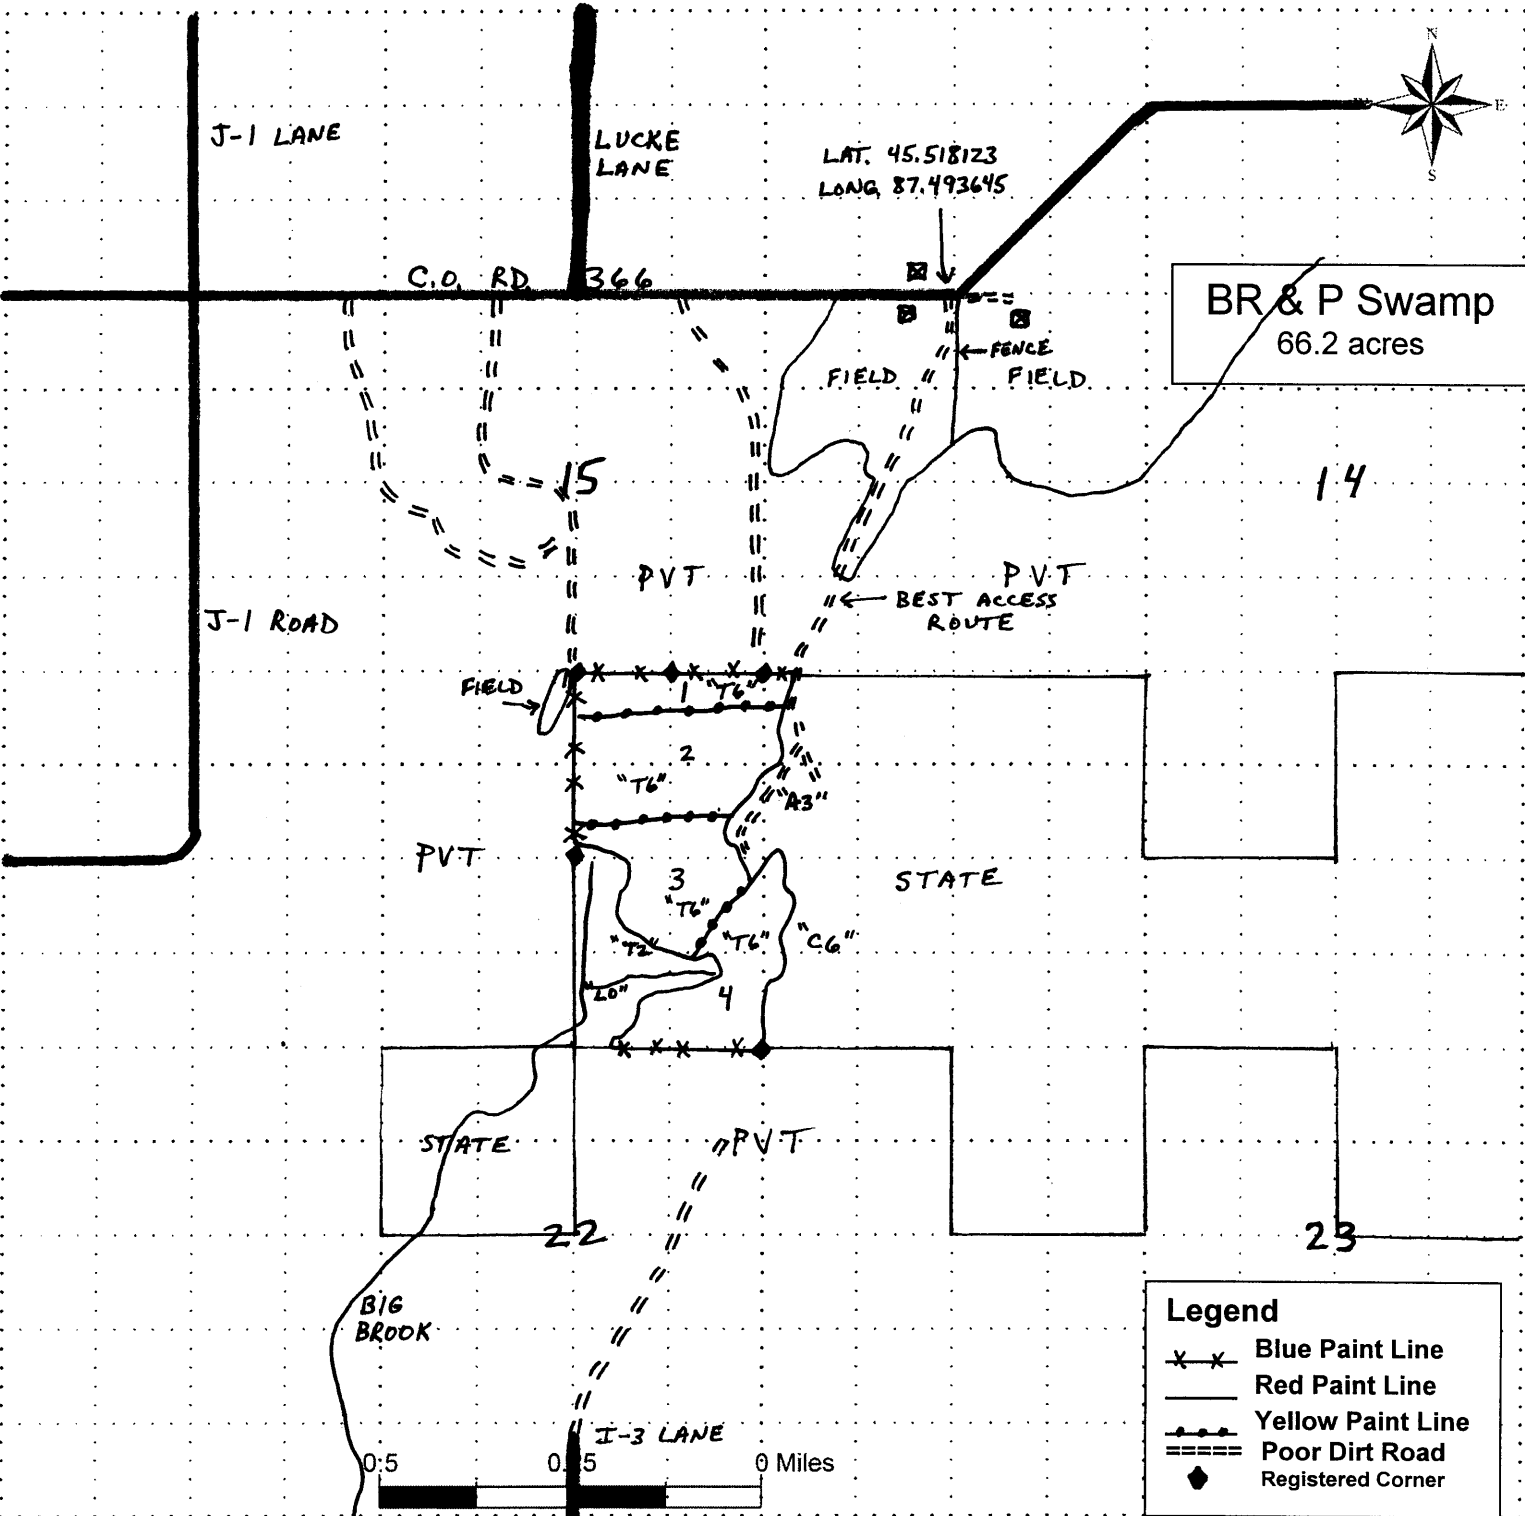 N
W
E
S
J-1 LANE
LUCKE
LANE
LAT. 45.518123
LONG, 87.493645
C.O. RD. 366
BR & P Swamp
66.2 acres
FENCE
FIELD
FIELD
15
14
PVT
PVT
BEST ACCESS
ROUTE
J-1 ROAD
FIELD
1 "T6"
2
"T6"
"A3"
PVT
3
"T6"
STATE
"T2"
"T6"
"C6"
"LO"
4
STATE
PVT
22
23
BIG
BROOK
I-3 LANE
0.5 0.25 0 Miles
Legend
Blue Paint Line
Red Paint Line
Yellow Paint Line
Poor Dirt Road
Registered Corner